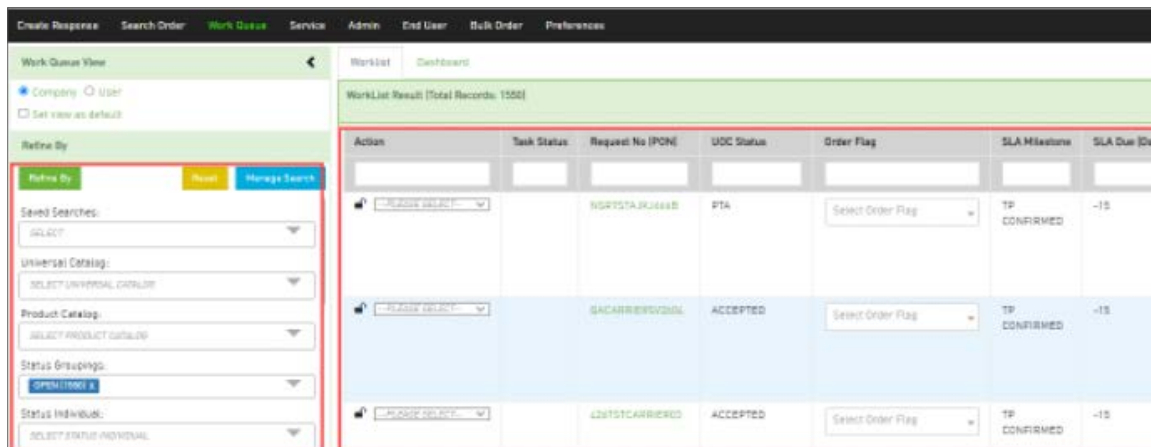 Create Response Search Order Work Queue Service Admin End User Bulk Order Preferences
Work Queue View
Company User
Set view as default
Refine By
Refine By Reset Manage Search
Saved Searches:
SELECT
Universal Catalog:
SELECT UNIVERSAL CATALOG
Product Catalog:
SELECT PRODUCT CATALOG
Status Groupings:
OPEN (1550) x
Status Individual:
SELECT STATUS INDIVIDUAL
Worklist Dashboard
WorkList Result (Total Records: 1550)
Action Task Status Request No (PON) UOC Status Order Flag SLA Milestone SLA Due
--PLEASE SELECT-- PTA Select Order Flag TP CONFIRMED -15
--PLEASE SELECT-- ACCEPTED Select Order Flag TP CONFIRMED -15
--PLEASE SELECT-- ACCEPTED Select Order Flag TP CONFIRMED -15